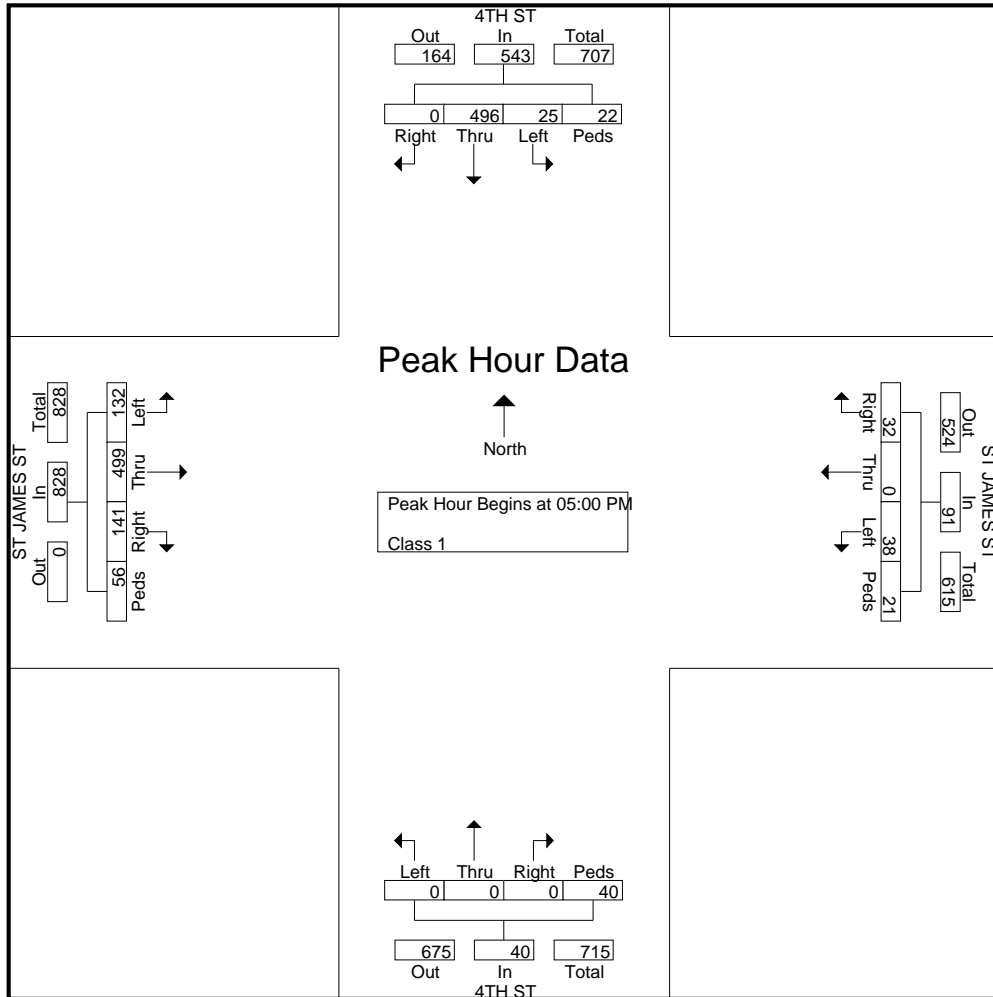 4TH ST
Out In Total
164 543 707
0 496 25 22
Right Thru Left Peds
Peak Hour Data
North
Peak Hour Begins at 05:00 PM
Class 1
ST JAMES ST
Total In Out
828 828 0
132 499 141 56
Left Thru Right Peds
ST JAMES ST
Out In Total
524 91 615
32 0 38 21
Right Thru Left Peds
Left Thru Right Peds
0 0 0 40
675 40 715
Out In Total
4TH ST